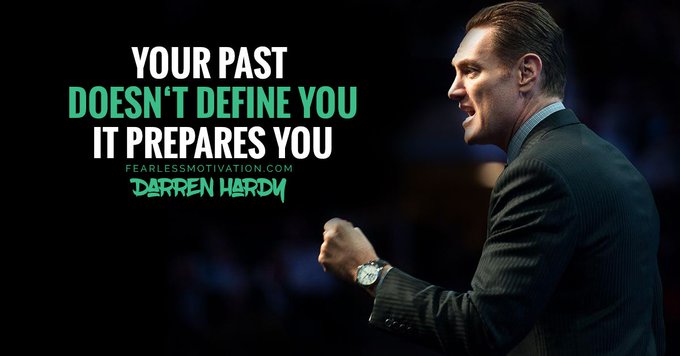 YOUR PAST
DOESN‘T DEFINE YOU
IT PREPARES YOU
FEARLESSMOTIVATION.COM
DARREN HARDY